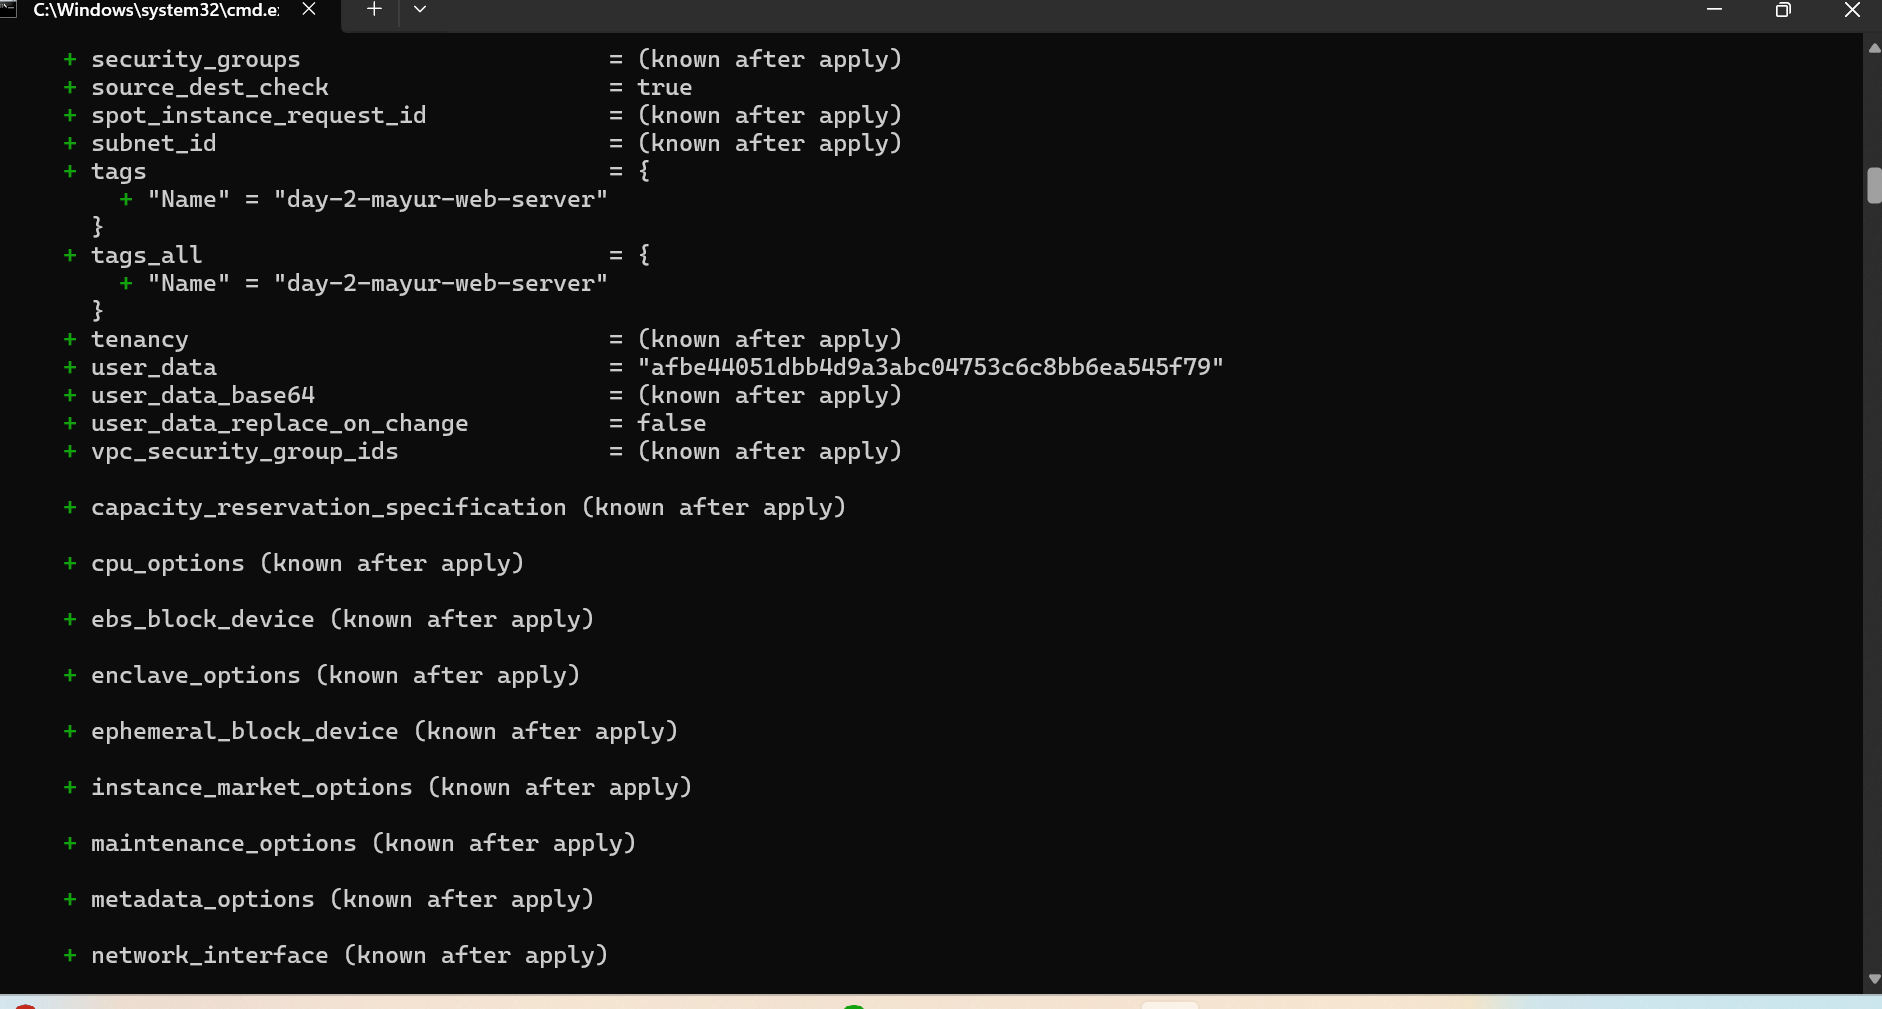 C:\Windows\system32\cmd.e
+ security_groups = (known after apply)
+ source_dest_check = true
+ spot_instance_request_id = (known after apply)
+ subnet_id = (known after apply)
+ tags = {
+ "Name" = "day-2-mayur-web-server"
}
+ tags_all = {
+ "Name" = "day-2-mayur-web-server"
}
+ tenancy = (known after apply)
+ user_data = "afbe44051dbb4d9a3abc04753c6c8bb6ea545f79"
+ user_data_base64 = (known after apply)
+ user_data_replace_on_change = false
+ vpc_security_group_ids = (known after apply)
+ capacity_reservation_specification (known after apply)
+ cpu_options (known after apply)
+ ebs_block_device (known after apply)
+ enclave_options (known after apply)
+ ephemeral_block_device (known after apply)
+ instance_market_options (known after apply)
+ maintenance_options (known after apply)
+ metadata_options (known after apply)
+ network_interface (known after apply)